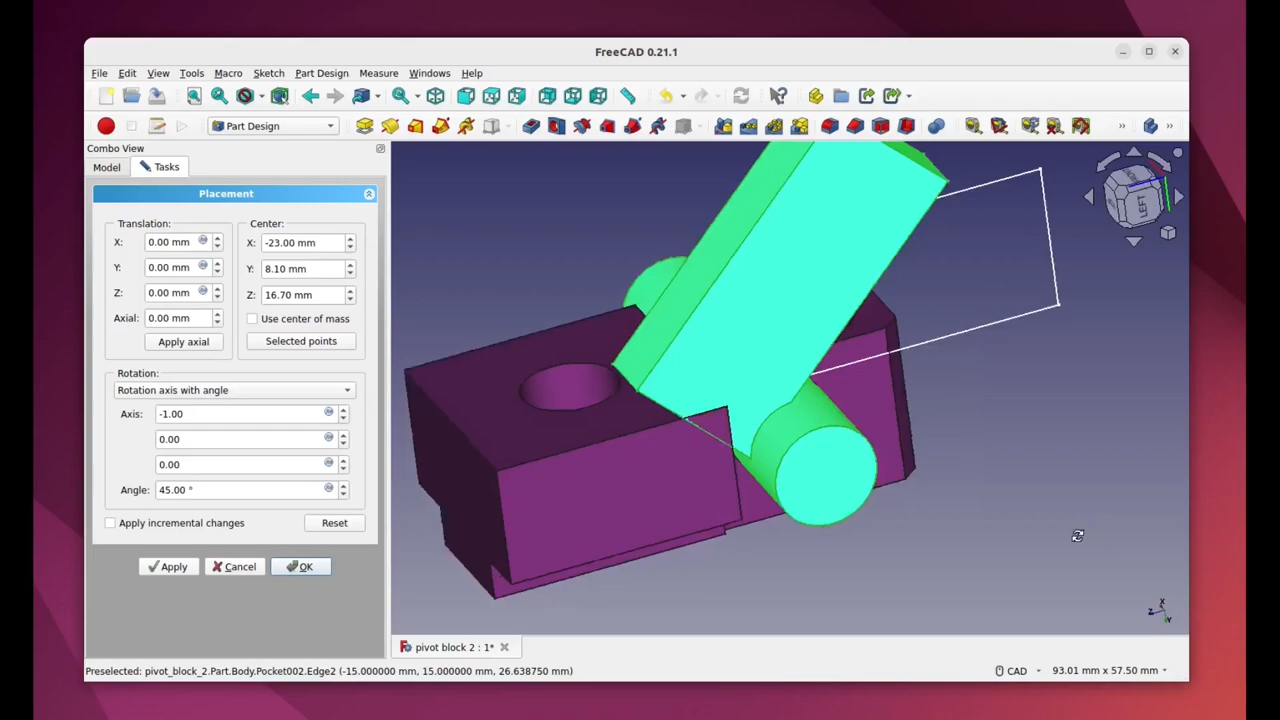 FreeCAD 0.21.1
File Edit View Tools Macro Sketch Part Design Measure Windows Help
Part Design
Combo View
Model Tasks
Placement
Translation: Center:
X: 0.00 mm X: -23.00 mm
Y: 0.00 mm Y: 8.10 mm
Z: 0.00 mm Z: 16.70 mm
Axial: 0.00 mm Use center of mass
Apply axial Selected points
Rotation:
Rotation axis with angle
Axis: -1.00
0.00
0.00
Angle: 45.00 °
Apply incremental changes Reset
Apply Cancel OK
LEFT
X
Z
Y
pivot block 2 : 1*
Preselected: pivot_block_2.Part.Body.Pocket002.Edge2 (-15.000000 mm, 15.000000 mm, 26.638750 mm) CAD 93.01 mm x 57.50 mm